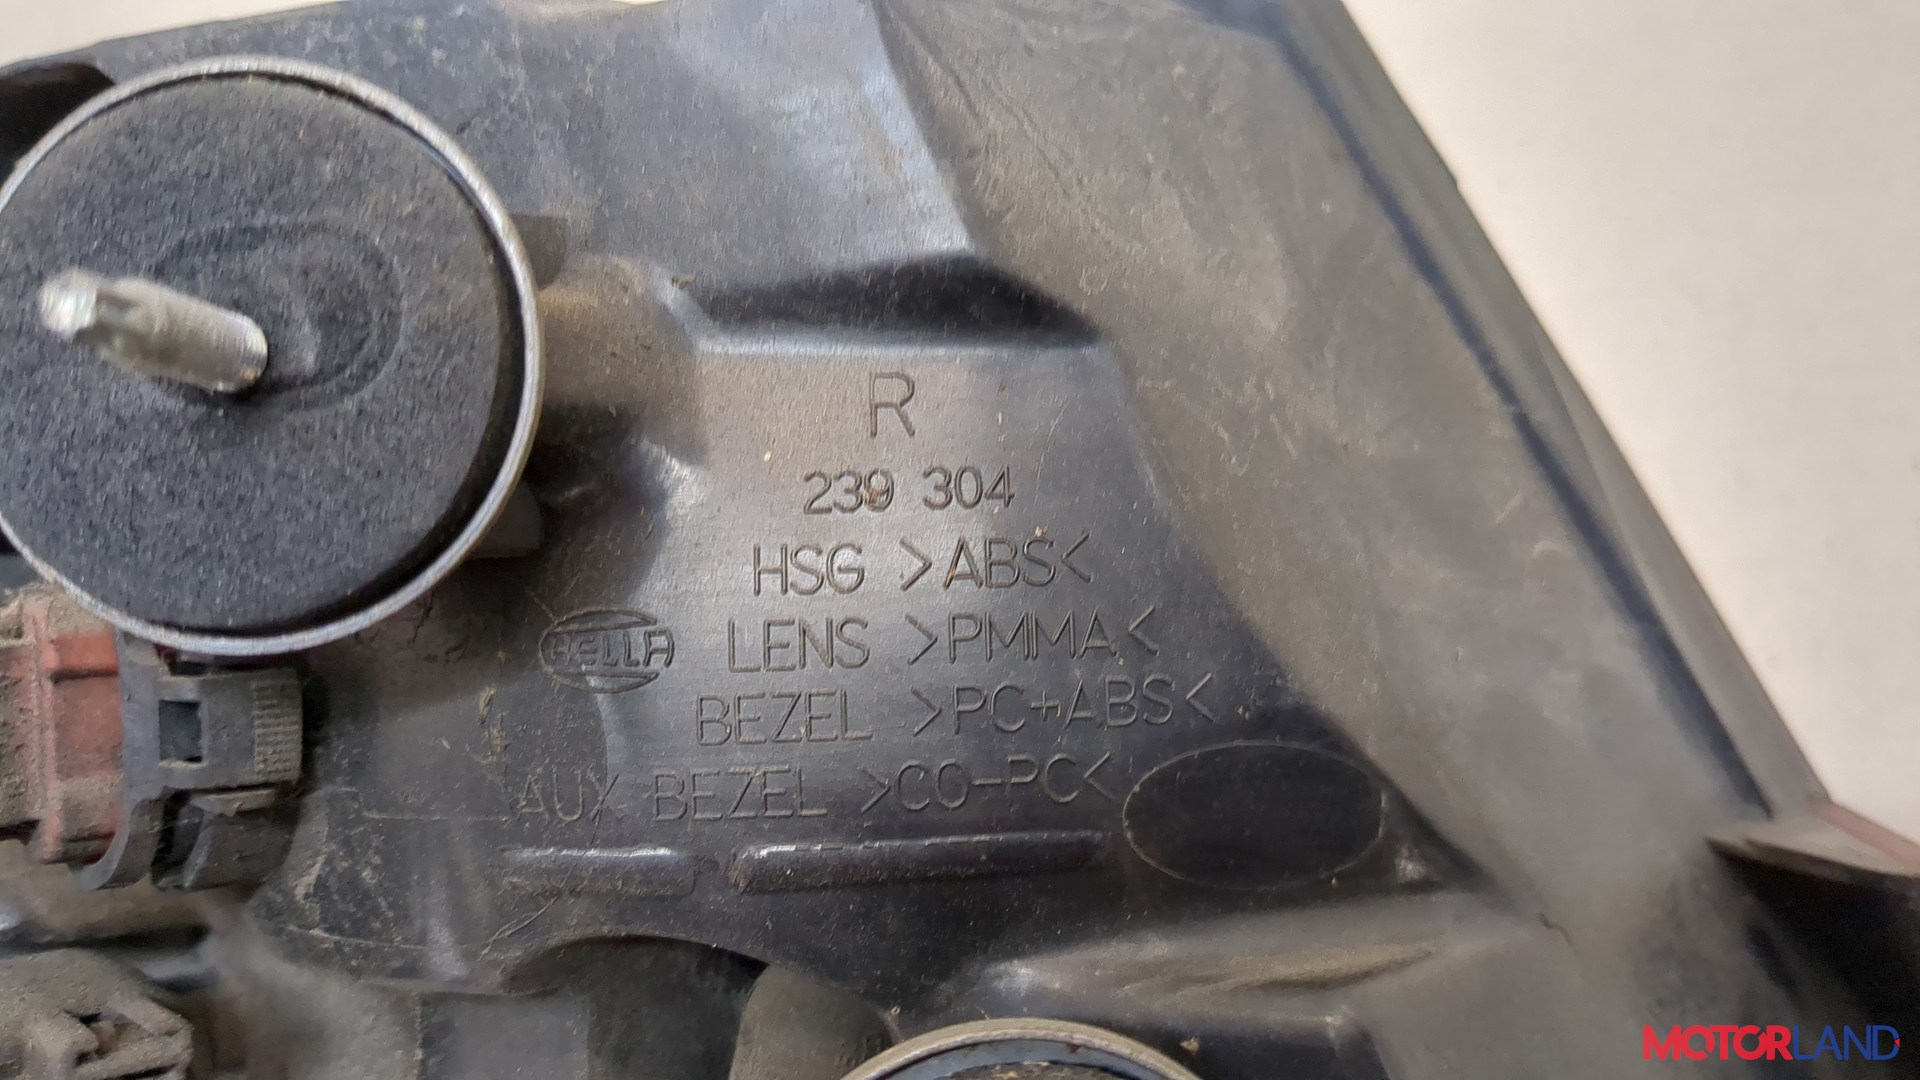 R
239 304
HSG >ABS<
HELLA LENS >PMMA<
BEZEL >PC+ABS<
AUX BEZEL >CO-PC<
MOTORLAND